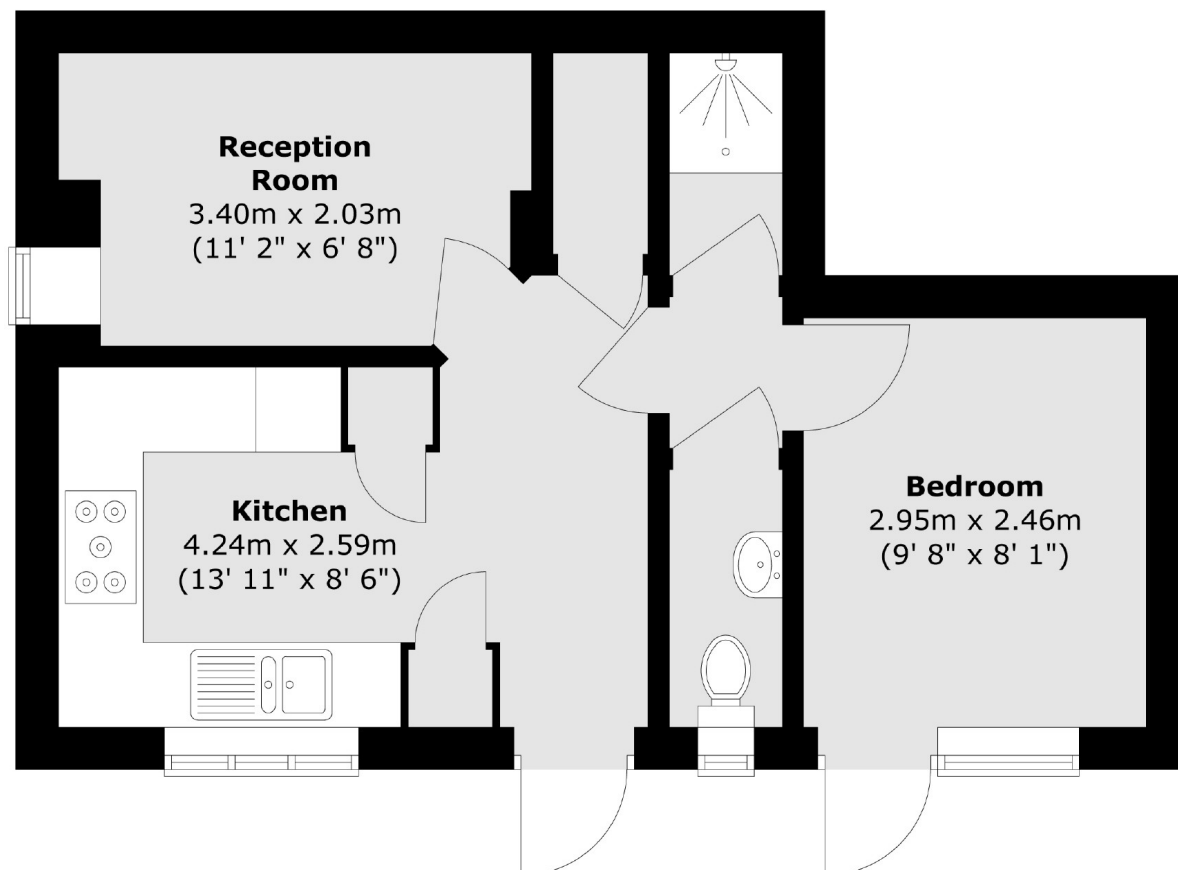 Reception
Room
3.40m x 2.03m
(11' 2" x 6' 8")
Kitchen
4.24m x 2.59m
(13' 11" x 8' 6")
Bedroom
2.95m x 2.46m
(9' 8" x 8' 1")